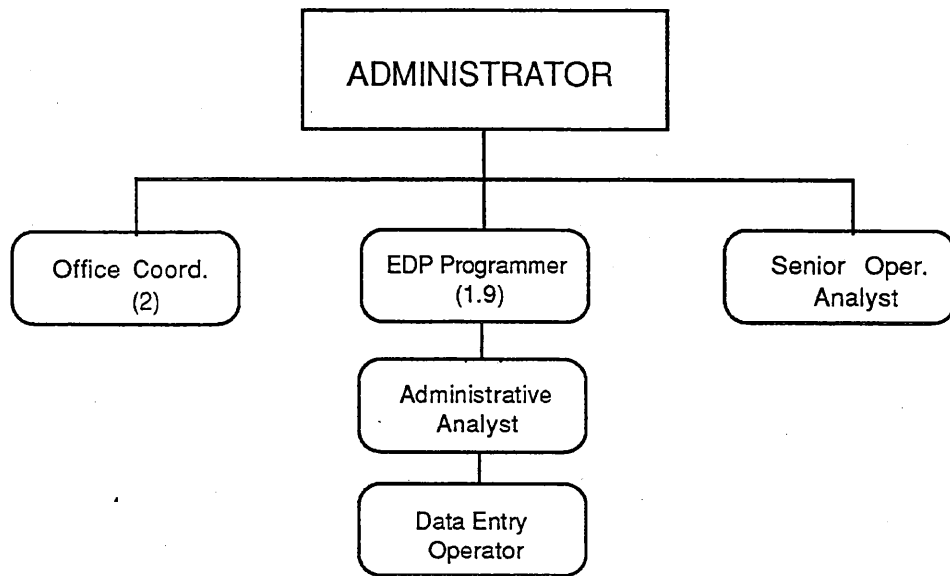 ADMINISTRATOR
Office Coord.
(2)
EDP Programmer
(1.9)
Senior Oper.
Analyst
Administrative
Analyst
Data Entry
Operator